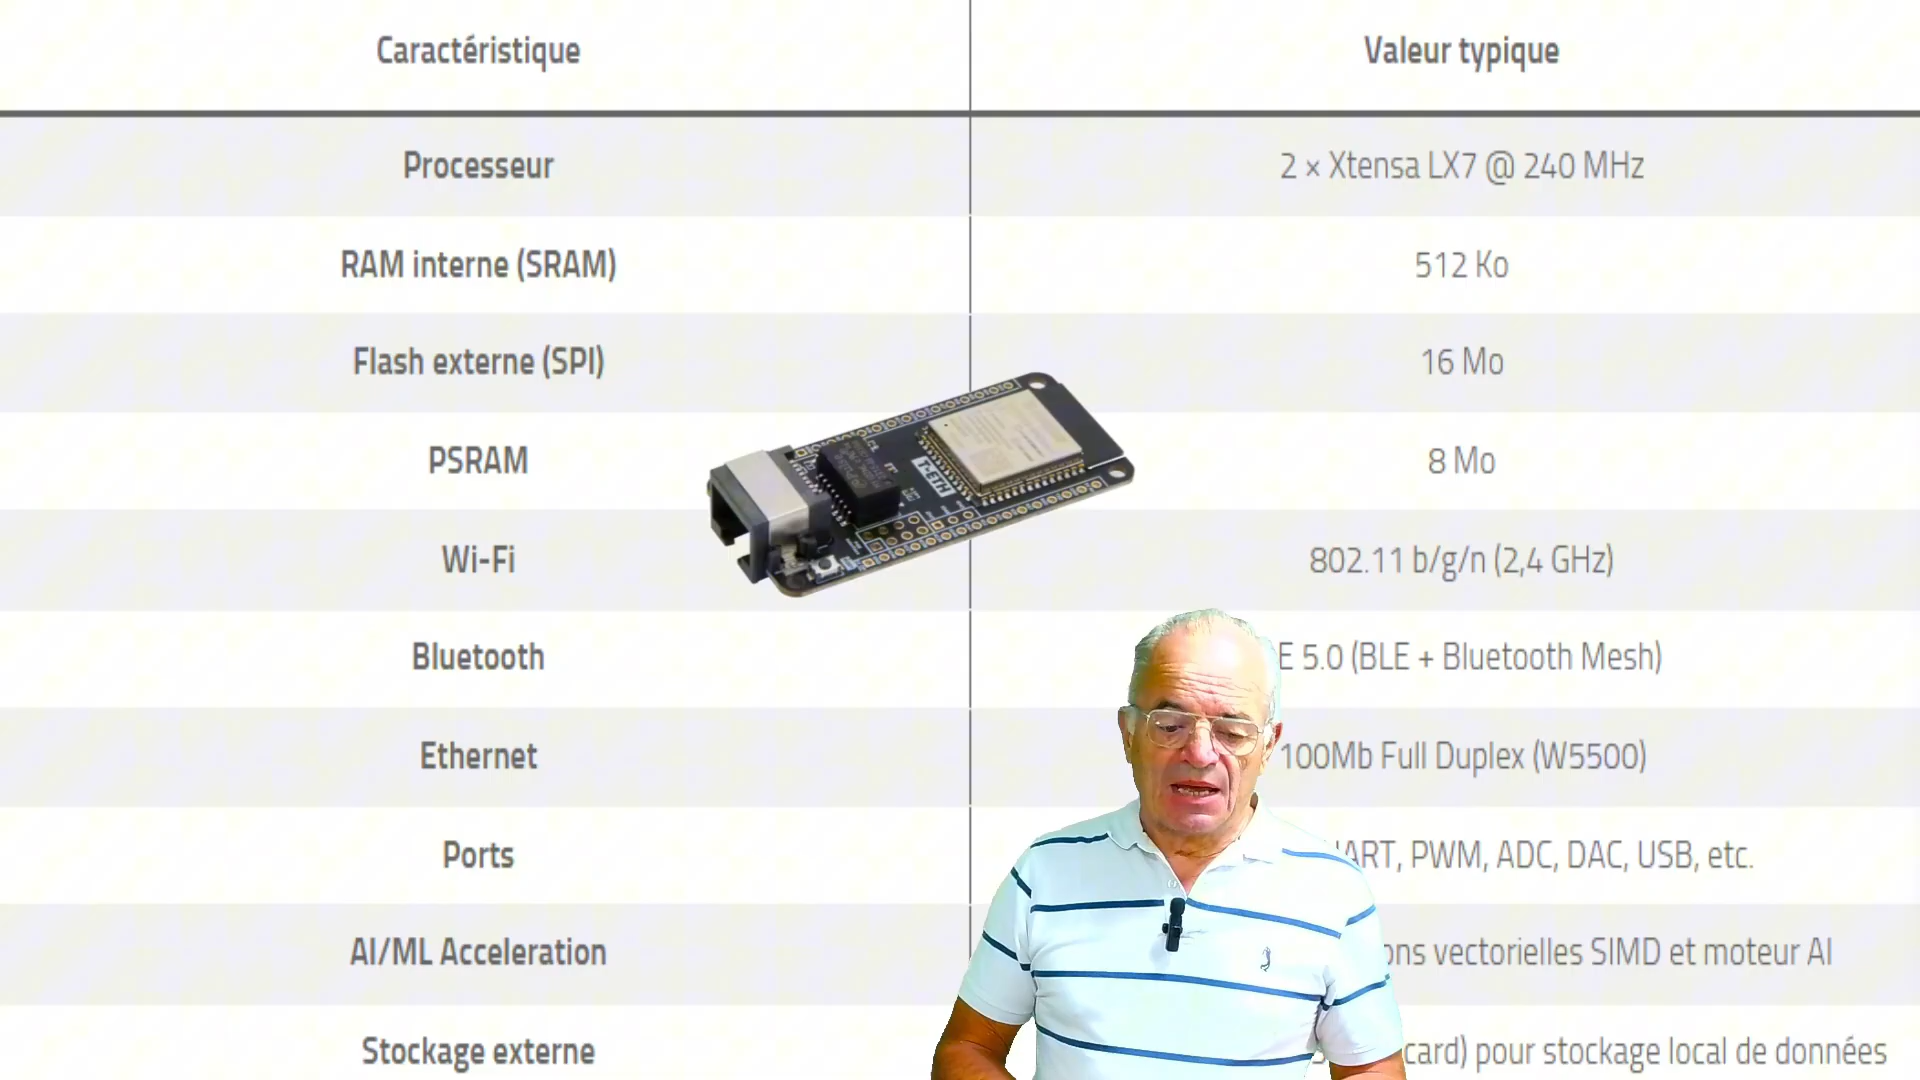 Caractéristique Valeur typique
Processeur 2 × Xtensa LX7 @ 240 MHz
RAM interne (SRAM) 512 Ko
Flash externe (SPI) 16 Mo
PSRAM 8 Mo
T-ETH
Wi-Fi 802.11 b/g/n (2,4 GHz)
Bluetooth E 5.0 (BLE + Bluetooth Mesh)
Ethernet 100Mb Full Duplex (W5500)
Ports ART, PWM, ADC, DAC, USB, etc.
AI/ML Acceleration ons vectorielles SIMD et moteur AI
Stockage externe card) pour stockage local de données